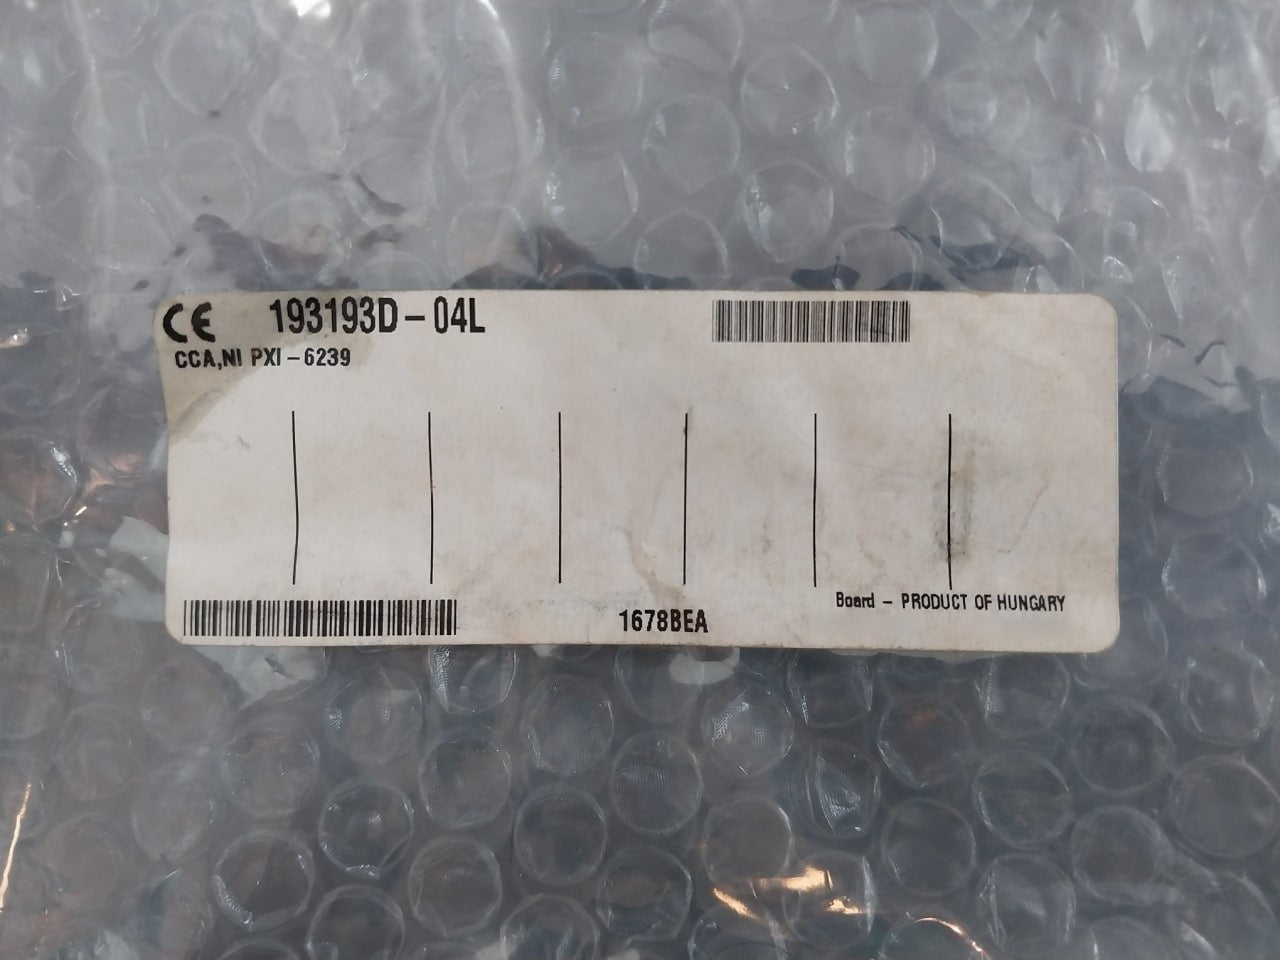 CE 193193D-04L
CCA,NI PXI-6239
1678BEA
Board - PRODUCT OF HUNGARY